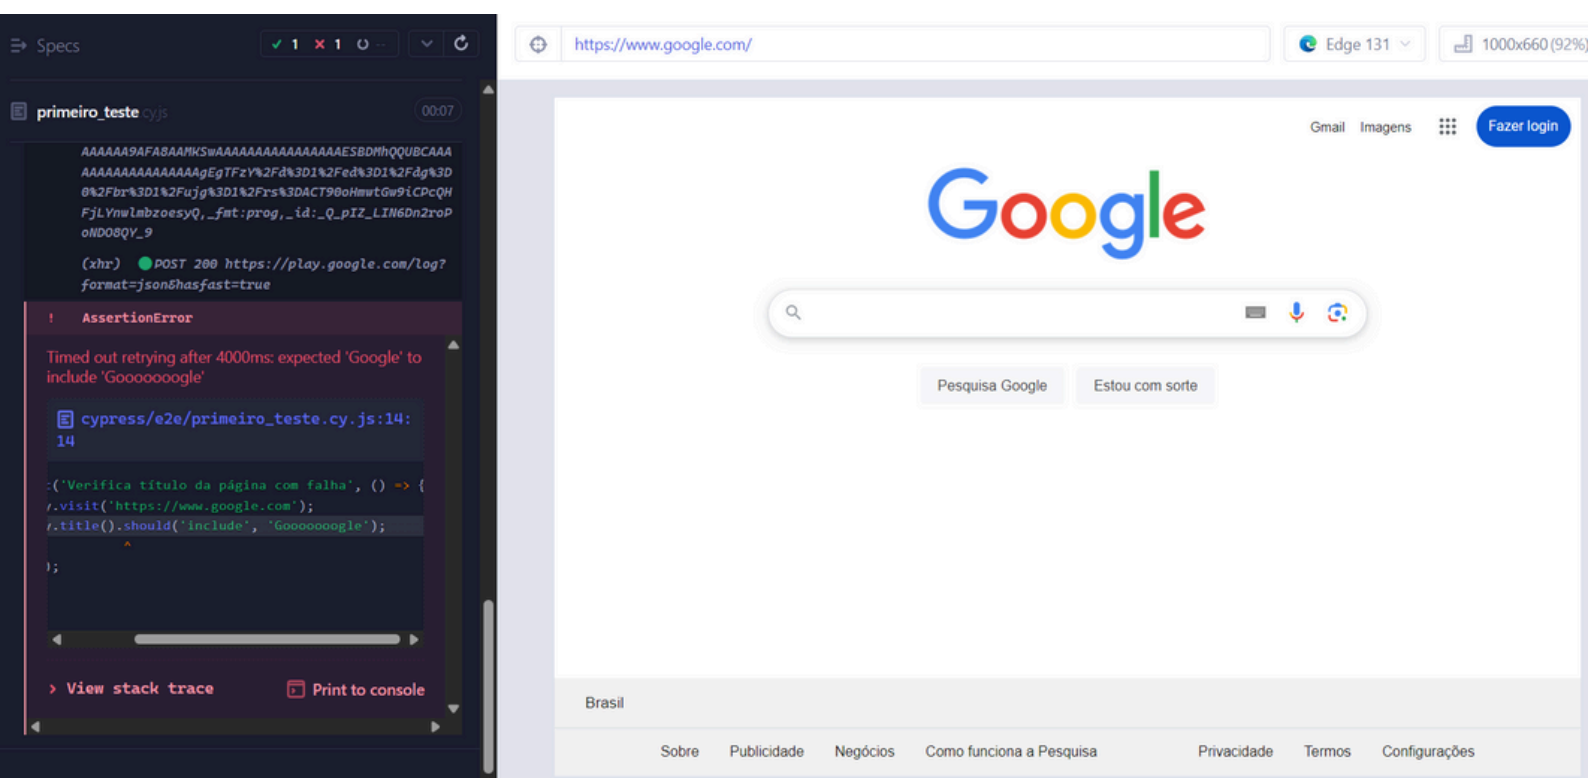 Specs
1 1 --
primeiro_teste cy.js 00:07
AAAAAA9AFA8AAMKSwAAAAAAAAAAAAAAAAESBDMhQQUBCAAA
AAAAAAAAAAAAAAAgEgTFzY%2Fd%3D1%2Fed%3D1%2Fdg%3D
0%2Fbr%3D1%2Fujg%3D1%2Frs%3DACT90oHmwtGw9iCPcQH
FjLYnwlmbzoesyQ,_fmt:prog,_id:_Q_pIZ_LIN6Dn2roP
oNDO8QY_9
(xhr) POST 200 https://play.google.com/log?
format=json&hasfast=true
! AssertionError
Timed out retrying after 4000ms: expected 'Google' to
include 'Gooooooogle'
cypress/e2e/primeiro_teste.cy.js:14:
14
('Verifica título da página com falha', () => {
.visit('https://www.google.com');
.title().should('include', 'Gooooooogle');
^
);
> View stack trace Print to console
https://www.google.com/ Edge 131 1000x660 (92%)
Gmail Imagens Fazer login
Google
Pesquisa Google Estou com sorte
Brasil
Sobre Publicidade Negócios Como funciona a Pesquisa Privacidade Termos Configurações